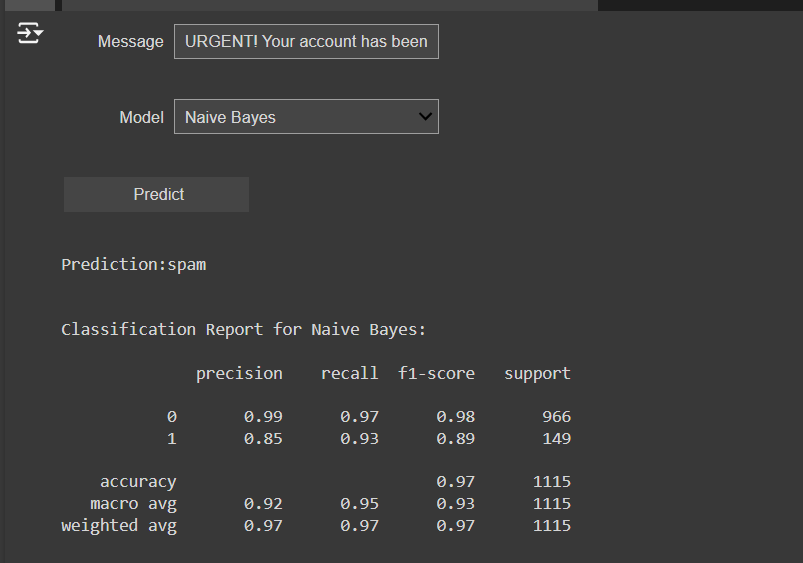 Message URGENT! Your account has been
Model Naive Bayes
Predict
Prediction:spam
Classification Report for Naive Bayes:
precision recall f1-score support
0 0.99 0.97 0.98 966
1 0.85 0.93 0.89 149
accuracy 0.97 1115
macro avg 0.92 0.95 0.93 1115
weighted avg 0.97 0.97 0.97 1115